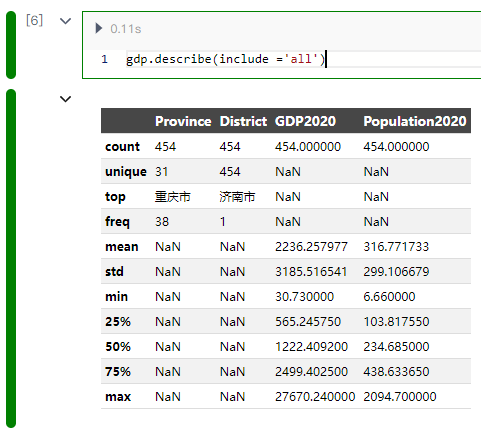 [6]
0.11s
1 gdp.describe(include ='all')
Province District GDP2020 Population2020
count 454 454 454.000000 454.000000
unique 31 454 NaN NaN
top 重庆市 济南市 NaN NaN
freq 38 1 NaN NaN
mean NaN NaN 2236.257977 316.771733
std NaN NaN 3185.516541 299.106679
min NaN NaN 30.730000 6.660000
25% NaN NaN 565.245750 103.817550
50% NaN NaN 1222.409200 234.685000
75% NaN NaN 2499.402500 438.633650
max NaN NaN 27670.240000 2094.700000